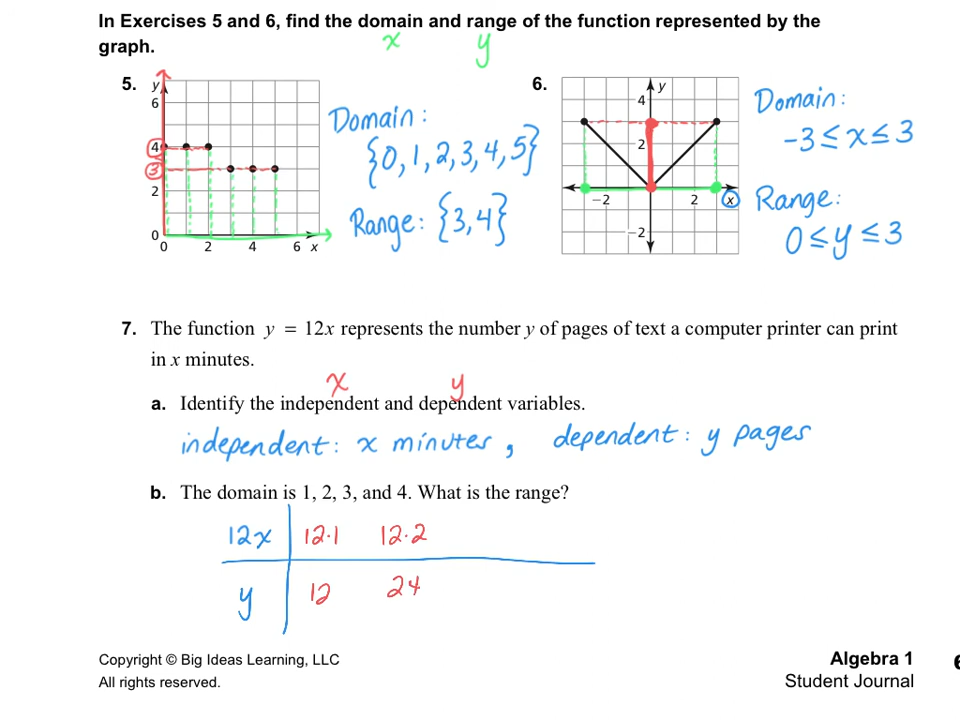 In Exercises 5 and 6, find the domain and range of the function represented by the
graph.
x y
5.
y
6
4
3
2
0
0 2 4 6 x
Domain:
{0, 1, 2, 3, 4, 5}
Range: {3, 4}
6.
y
4
2
-2 2 x
-2
Domain:
-3 ≤ x ≤ 3
Range:
0 ≤ y ≤ 3
7. The function y = 12x represents the number y of pages of text a computer printer can print
in x minutes.
x y
a. Identify the independent and dependent variables.
independent: x minutes, dependent: y pages
b. The domain is 1, 2, 3, and 4. What is the range?
12x 12·1 12·2
y 12 24
Copyright © Big Ideas Learning, LLC
All rights reserved.
Algebra 1
Student Journal